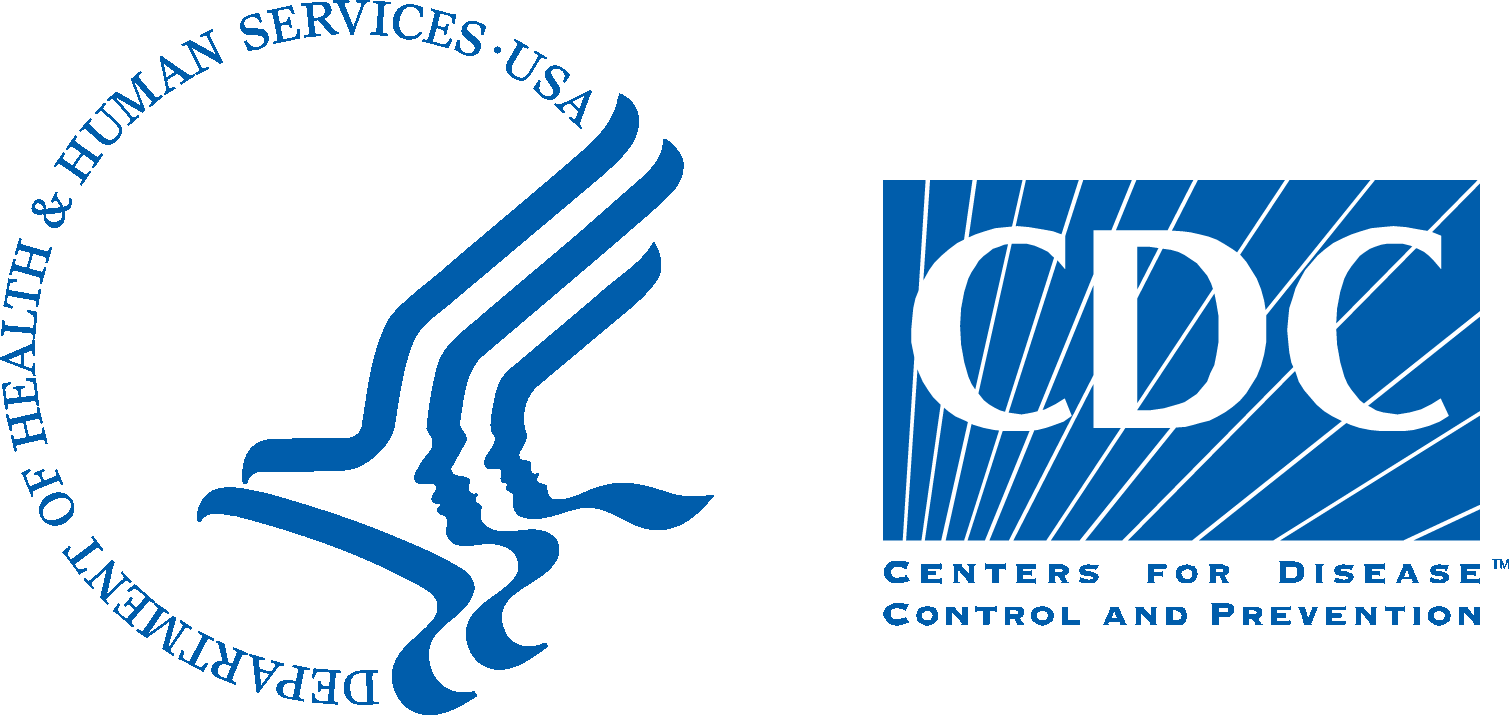 DEPARTMENT OF HEALTH & HUMAN SERVICES · USA
CDC
CENTERS FOR DISEASE™
CONTROL AND PREVENTION